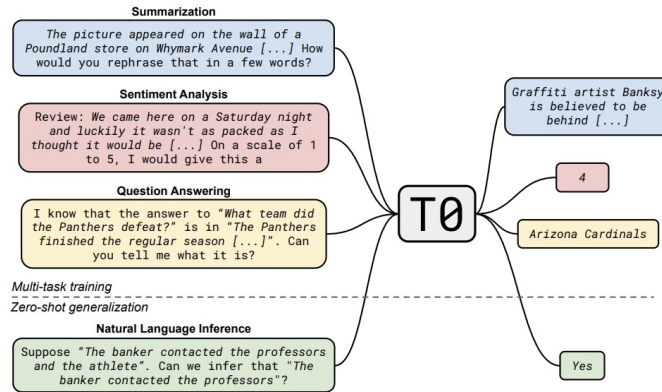 Summarization
The picture appeared on the wall of a
Poundland store on Whymark Avenue [...] How
would you rephrase that in a few words?
Sentiment Analysis
Review: We came here on a Saturday night
and luckily it wasn't as packed as I
thought it would be [...] On a scale of 1
to 5, I would give this a
Question Answering
I know that the answer to “What team did
the Panthers defeat?” is in “The Panthers
finished the regular season [...]”. Can
you tell me what it is?
Multi-task training
Zero-shot generalization
Natural Language Inference
Suppose “The banker contacted the professors
and the athlete”. Can we infer that "The
banker contacted the professors"?
T0
Graffiti artist Banksy
is believed to be
behind [...]
4
Arizona Cardinals
Yes